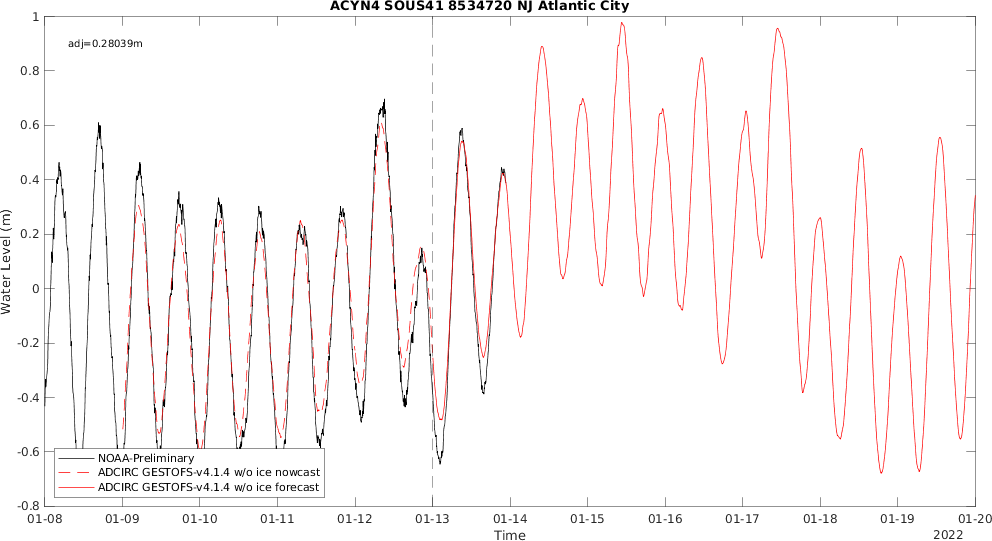 ACYN4 SOUS41 8534720 NJ Atlantic City
adj=0.28039m
1
0.8
0.6
0.4
0.2
0
-0.2
-0.4
-0.6
-0.8
Water Level (m)
NOAA-Preliminary
ADCIRC GESTOFS-v4.1.4 w/o ice nowcast
ADCIRC GESTOFS-v4.1.4 w/o ice forecast
01-08 01-09 01-10 01-11 01-12 01-13 01-14 01-15 01-16 01-17 01-18 01-19 01-20
Time
2022